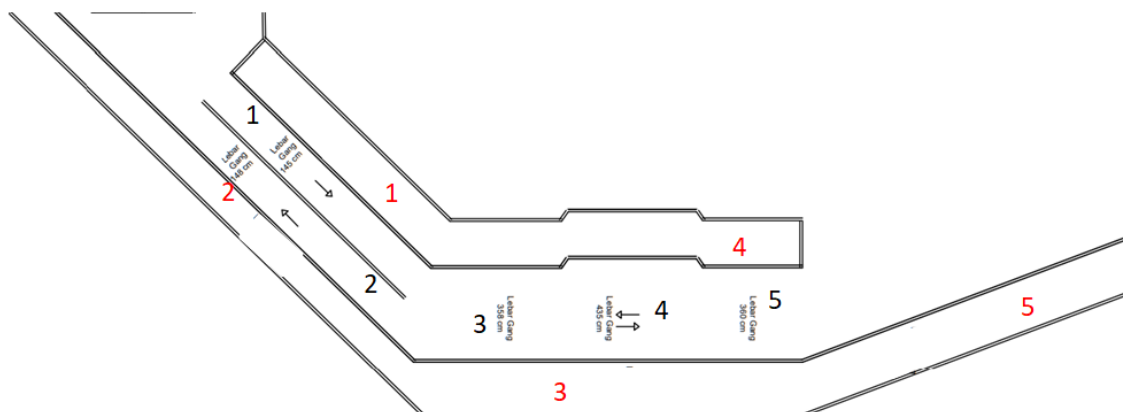 1
Lebar
Gang
145 cm
Lebar
Gang
148 cm
2
1
2
4
Lebar Gang
358 cm
3
Lebar Gang
435 cm
4
Lebar Gang
360 cm
5
5
3